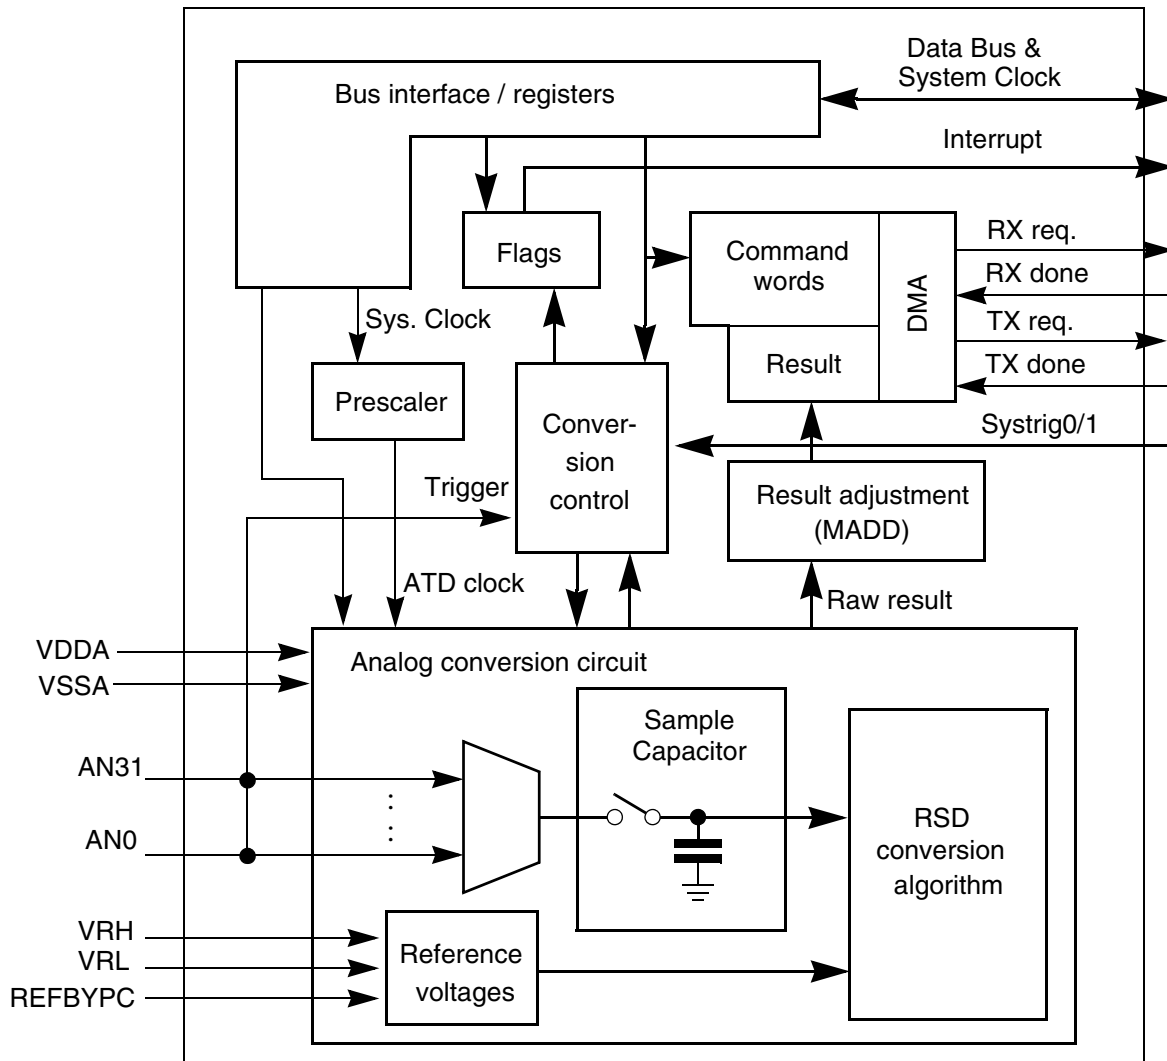 Data Bus &
System Clock
Bus interface / registers
Interrupt
Flags
Command
words
DMA
RX req.
RX done
TX req.
TX done
Sys. Clock
Result
Prescaler
Conver-
sion
control
Systrig0/1
Trigger
Result adjustment
(MADD)
ATD clock
Raw result
VDDA
VSSA
Analog conversion circuit
Sample
Capacitor
AN31
AN0
RSD
conversion
algorithm
VRH
VRL
REFBYPC
Reference
voltages